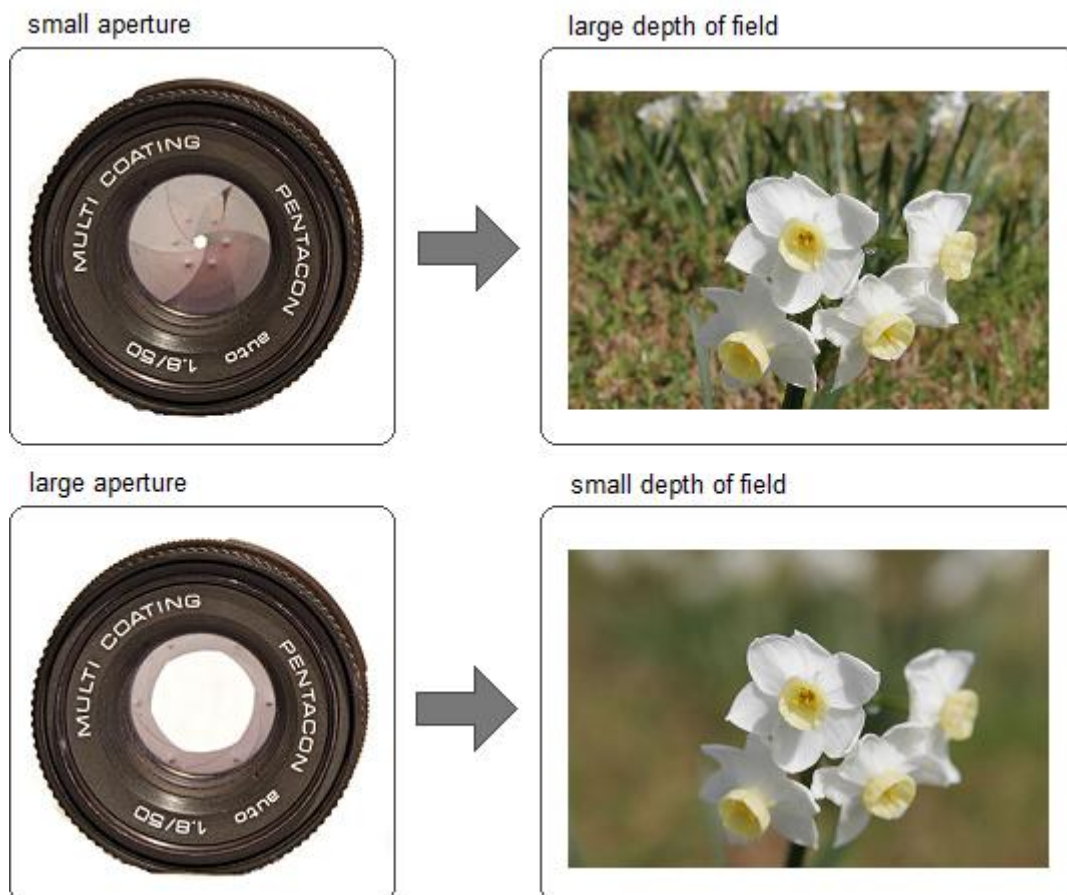 small aperture
large depth of field
MULTI COATING
PENTACON auto 1.8/50
large aperture
small depth of field
MULTI COATING
PENTACON auto 1.8/50